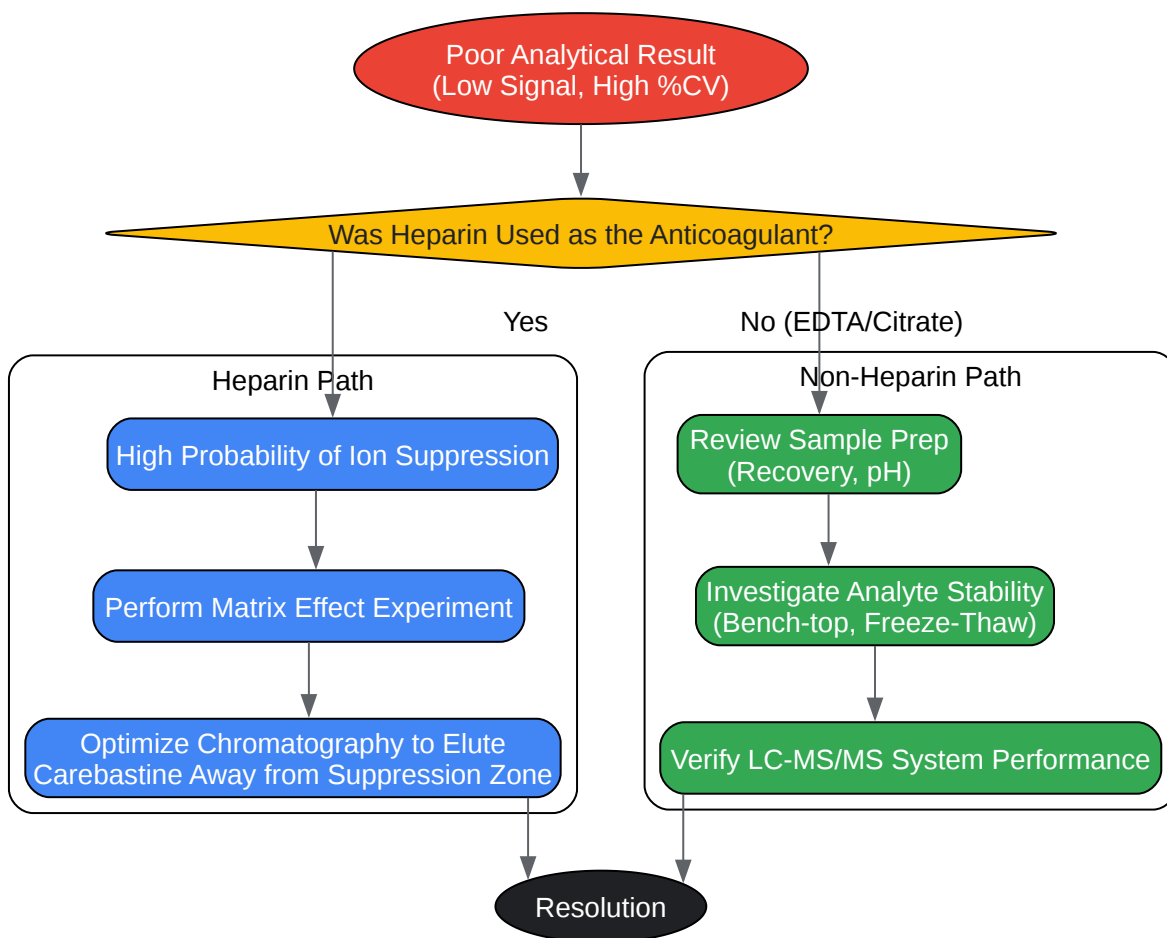 Poor Analytical Result
(Low Signal, High %CV)
Was Heparin Used as the Anticoagulant?
Yes
No (EDTA/Citrate)
Heparin Path
High Probability of Ion Suppression
Perform Matrix Effect Experiment
Optimize Chromatography to Elute
Carebastine Away from Suppression Zone
Non-Heparin Path
Review Sample Prep
(Recovery, pH)
Investigate Analyte Stability
(Bench-top, Freeze-Thaw)
Verify LC-MS/MS System Performance
Resolution